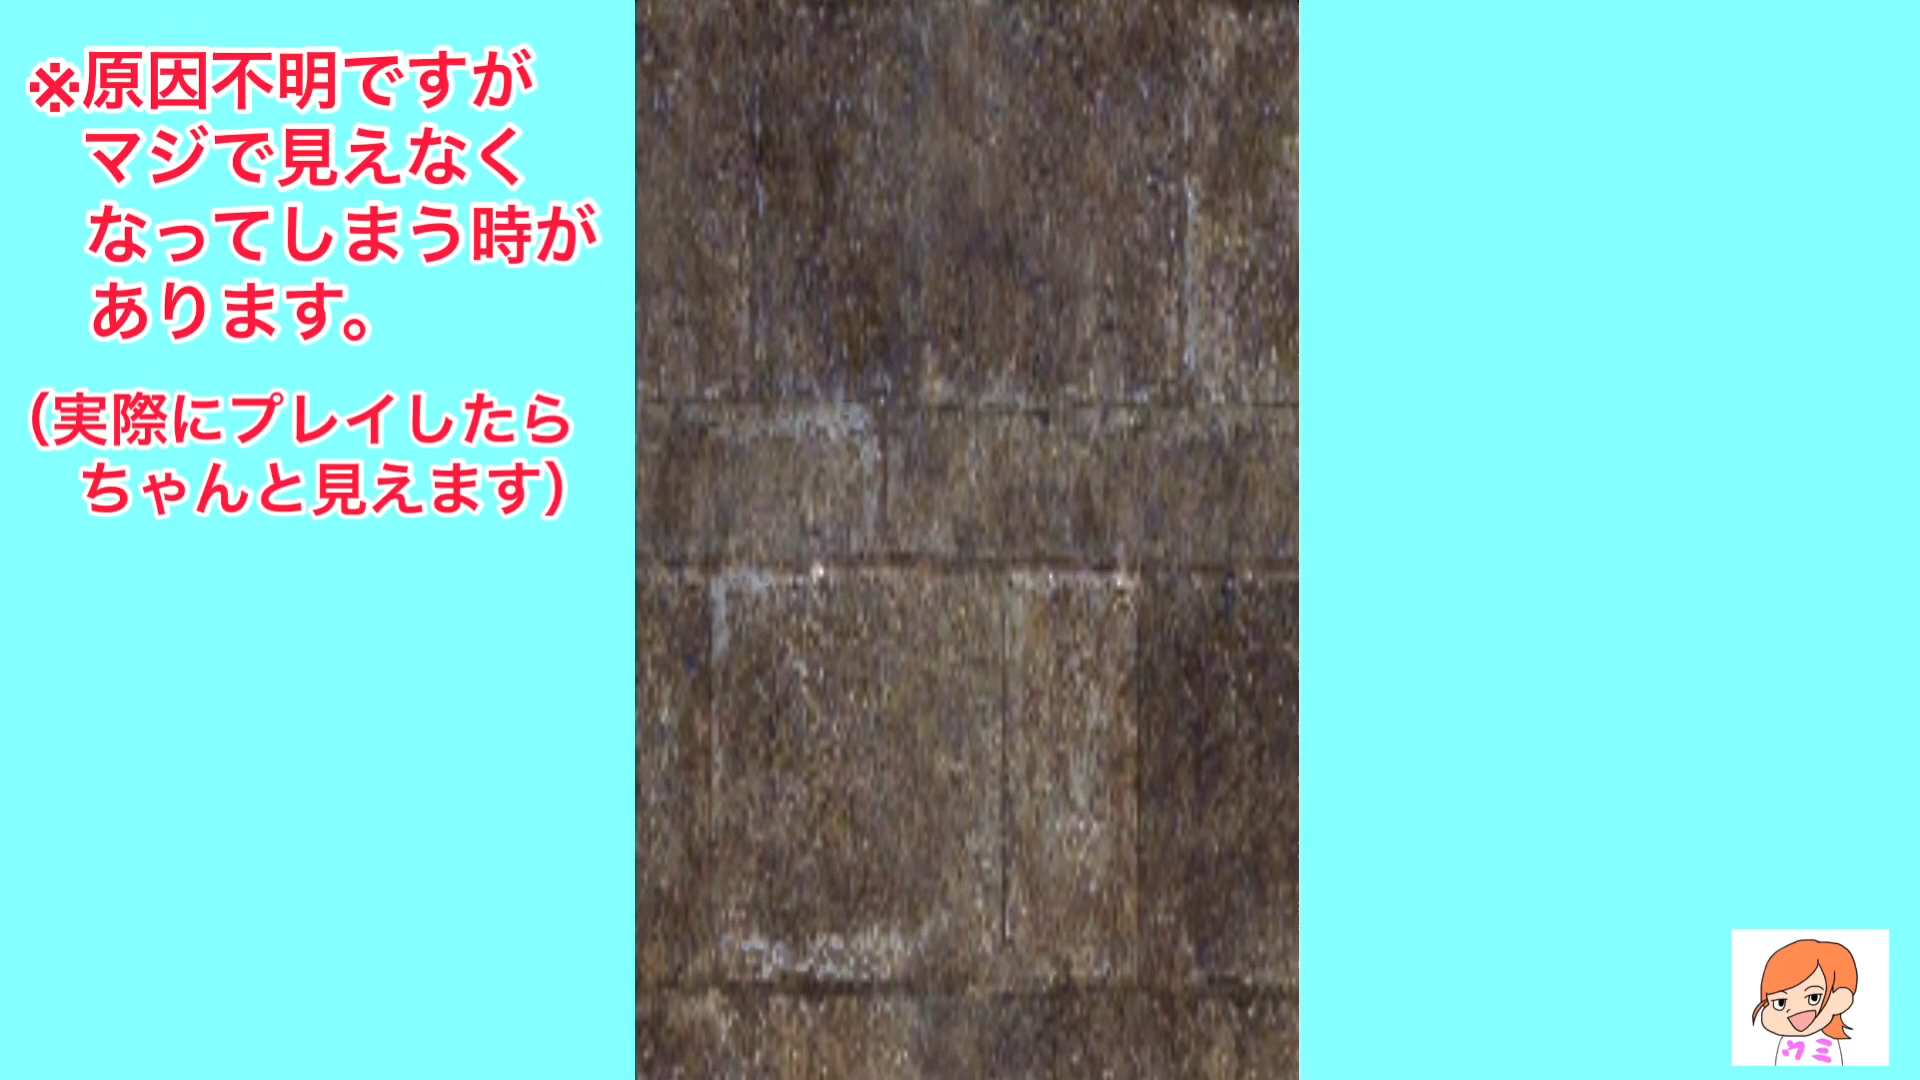 ※原因不明ですが
マジで見えなく
なってしまう時が
あります。
（実際にプレイしたら
ちゃんと見えます）
ウミ